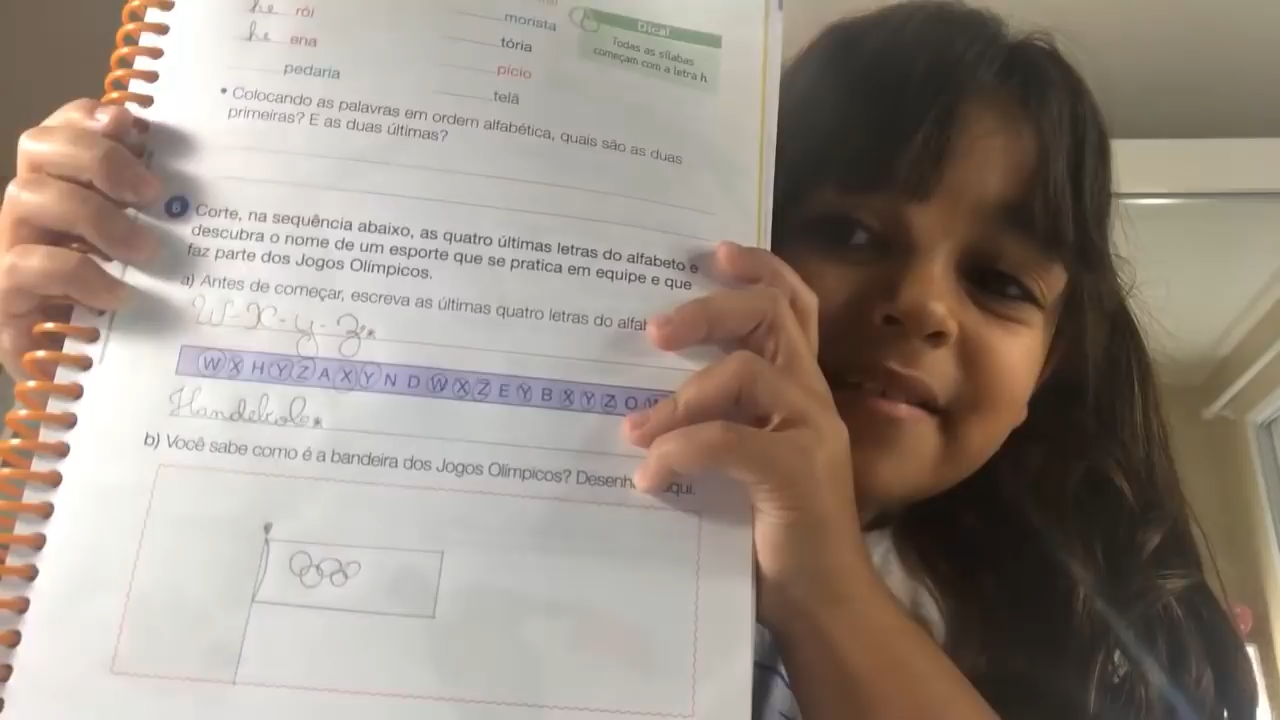 he rói
morista
Dica!
he ena
tória
Todas as sílabas
começam com a letra h.
pedaria
pício
telã
• Colocando as palavras em ordem alfabética, quais são as duas
primeiras? E as duas últimas?
6 Corte, na sequência abaixo, as quatro últimas letras do alfabeto e
descubra o nome de um esporte que se pratica em equipe e que
faz parte dos Jogos Olímpicos.
a) Antes de começar, escreva as últimas quatro letras do alfa
W-X-y-z.
W X H Y Z A X Y N D W X Z E Y B X Y Z O
Handebol.
b) Você sabe como é a bandeira dos Jogos Olímpicos? Desenh qui.